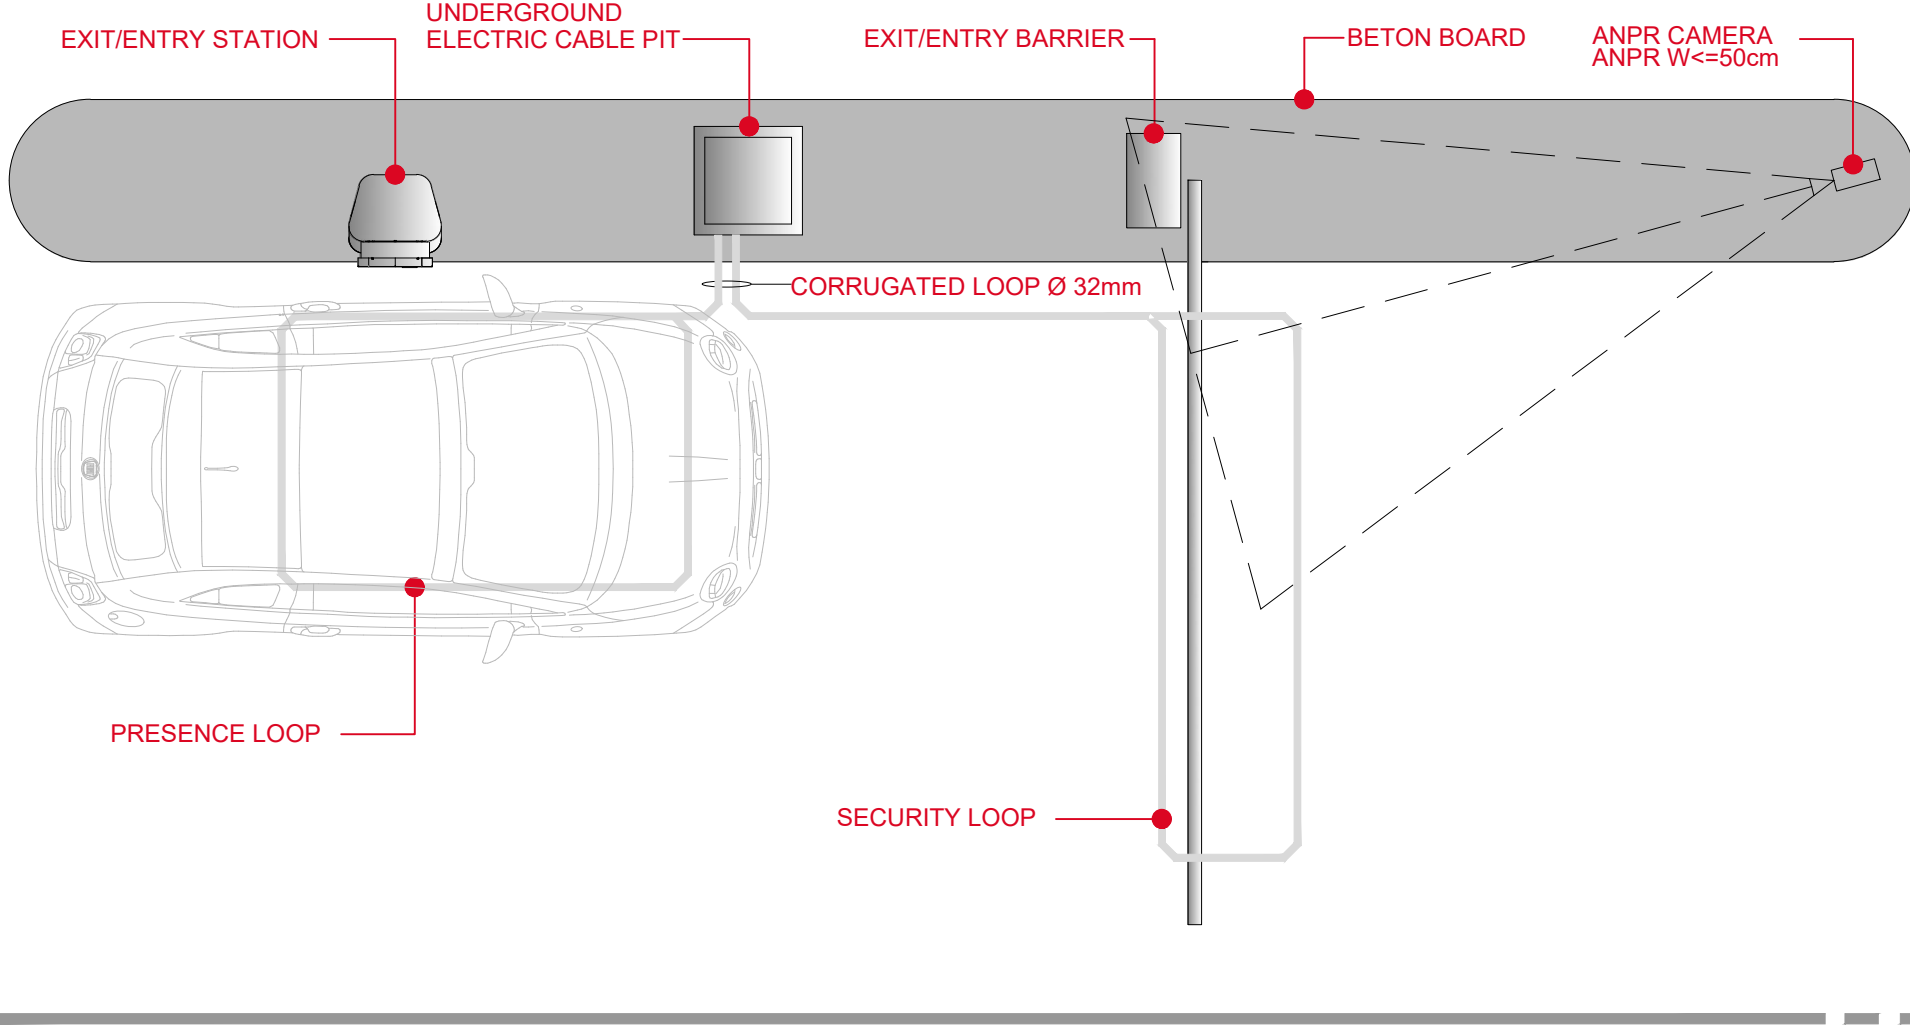 UNDERGROUND
ELECTRIC CABLE PIT
EXIT/ENTRY STATION
EXIT/ENTRY BARRIER
BETON BOARD
ANPR CAMERA
ANPR W<=50cm
CORRUGATED LOOP Ø 32mm
PRESENCE LOOP
SECURITY LOOP